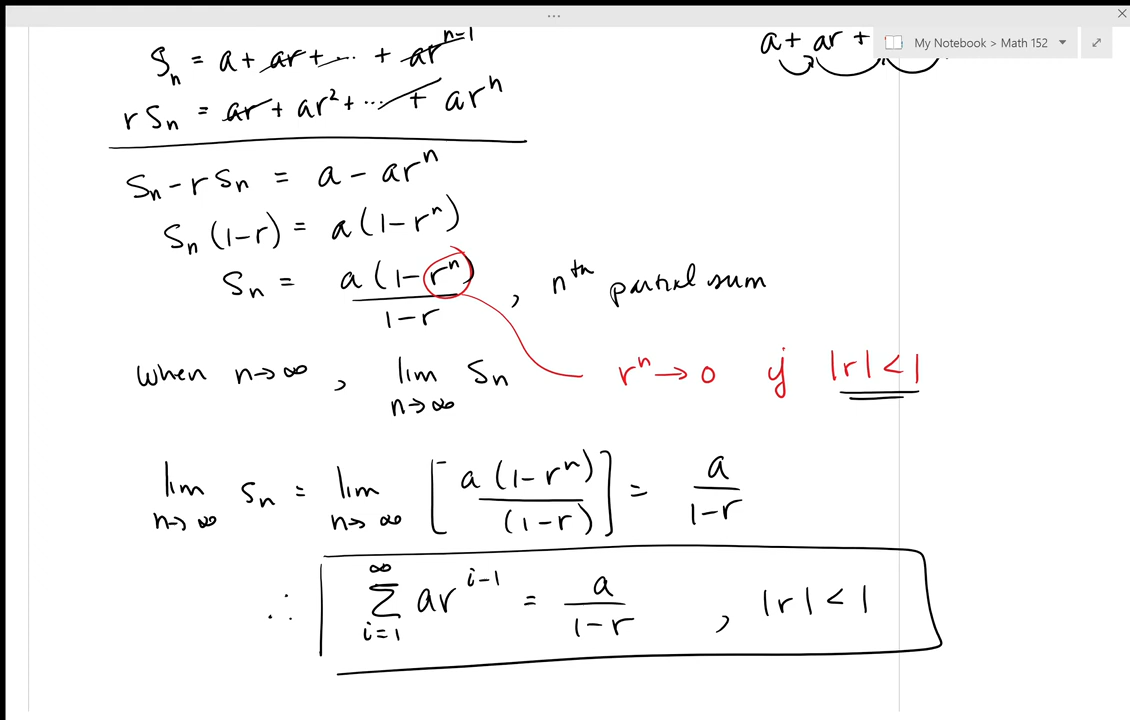 Sₙ = a + ar + ... + arⁿ⁻¹
a + ar +
My Notebook > Math 152
r Sₙ = ar + ar² + ... + arⁿ
Sₙ - r Sₙ = a - arⁿ
Sₙ (1-r) = a (1-rⁿ)
Sₙ = a (1-rⁿ) / 1-r , nᵗʰ partial sum
when n→∞ , lim n→∞ Sₙ rⁿ → 0 if |r| < 1
lim n→∞ Sₙ = lim n→∞ [ a (1-rⁿ) / (1-r) ] = a / 1-r
∴ ∞ Σ i=1 arⁱ⁻¹ = a / 1-r , |r| < 1